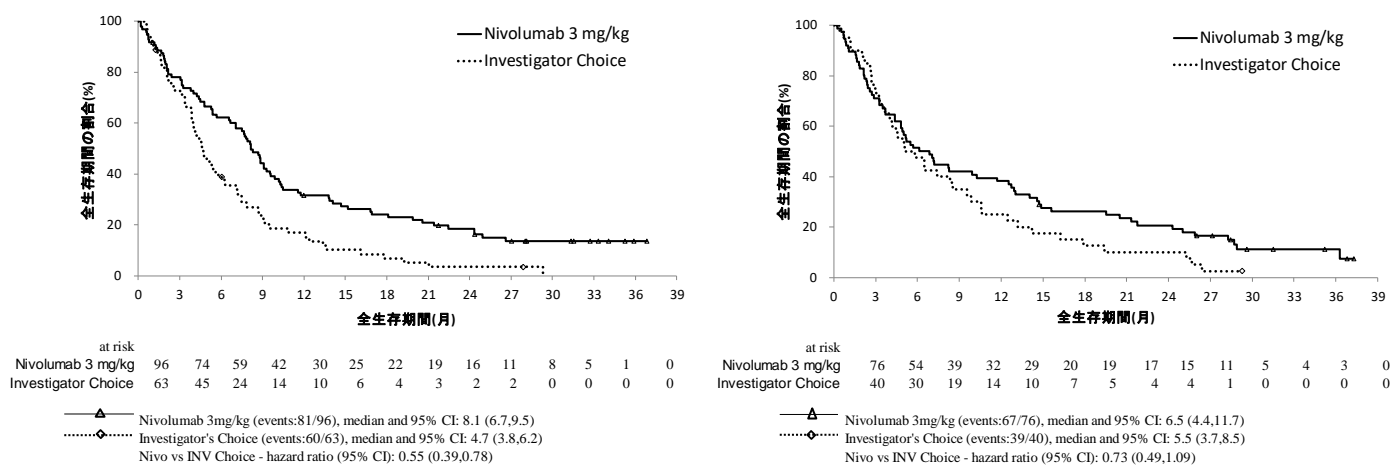 100
80
60
40
20
0
全生存期間の割合(%)
Nivolumab 3 mg/kg
Investigator Choice
0 3 6 9 12 15 18 21 24 27 30 33 36 39
全生存期間(月)
at risk
Nivolumab 3 mg/kg 96 74 59 42 30 25 22 19 16 11 8 5 1 0
Investigator Choice 63 45 24 14 10 6 4 3 2 2 0 0 0 0
Nivolumab 3mg/kg (events:81/96), median and 95% CI: 8.1 (6.7,9.5)
Investigator's Choice (events:60/63), median and 95% CI: 4.7 (3.8,6.2)
Nivo vs INV Choice - hazard ratio (95% CI): 0.55 (0.39,0.78)
100
80
60
40
20
0
全生存期間の割合(%)
Nivolumab 3 mg/kg
Investigator Choice
0 3 6 9 12 15 18 21 24 27 30 33 36 39
全生存期間(月)
at risk
Nivolumab 3 mg/kg 76 54 39 32 29 20 19 17 15 11 5 4 3 0
Investigator Choice 40 30 19 14 10 7 5 4 4 1 0 0 0 0
Nivolumab 3mg/kg (events:67/76), median and 95% CI: 6.5 (4.4,11.7)
Investigator's Choice (events:39/40), median and 95% CI: 5.5 (3.7,8.5)
Nivo vs INV Choice - hazard ratio (95% CI): 0.73 (0.49,1.09)